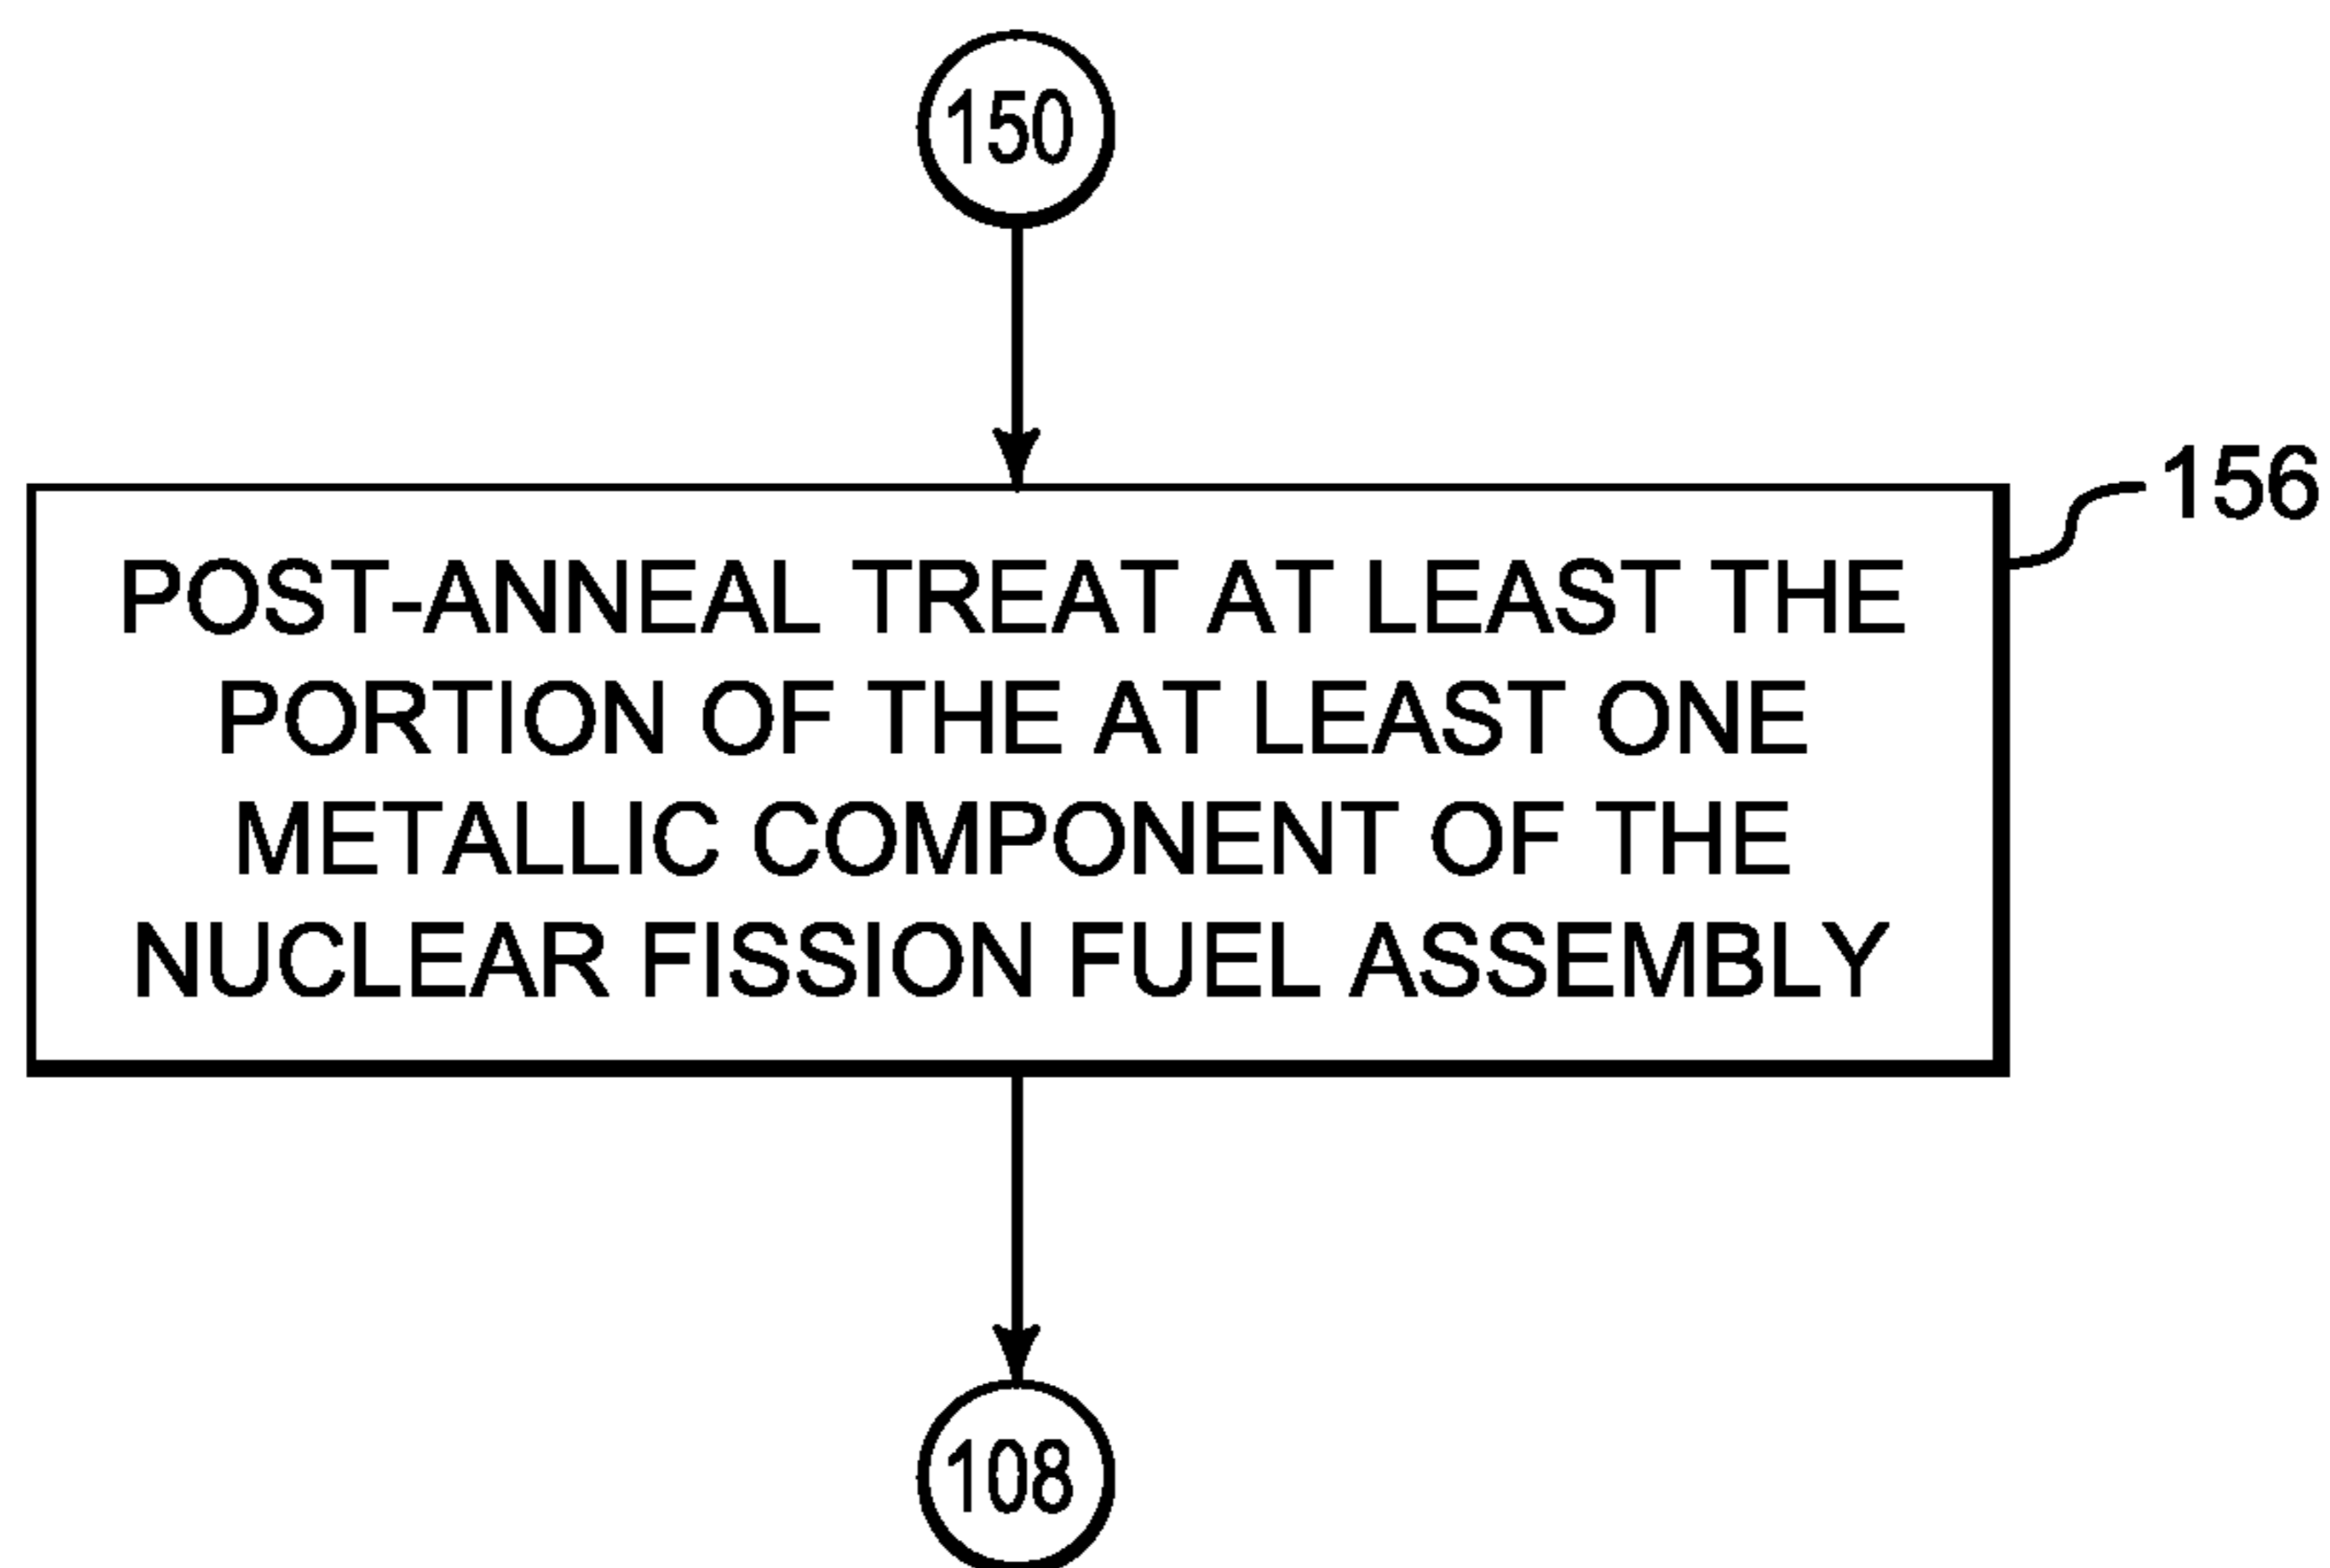 150
156
POST-ANNEAL TREAT AT LEAST THE
PORTION OF THE AT LEAST ONE
METALLIC COMPONENT OF THE
NUCLEAR FISSION FUEL ASSEMBLY
108